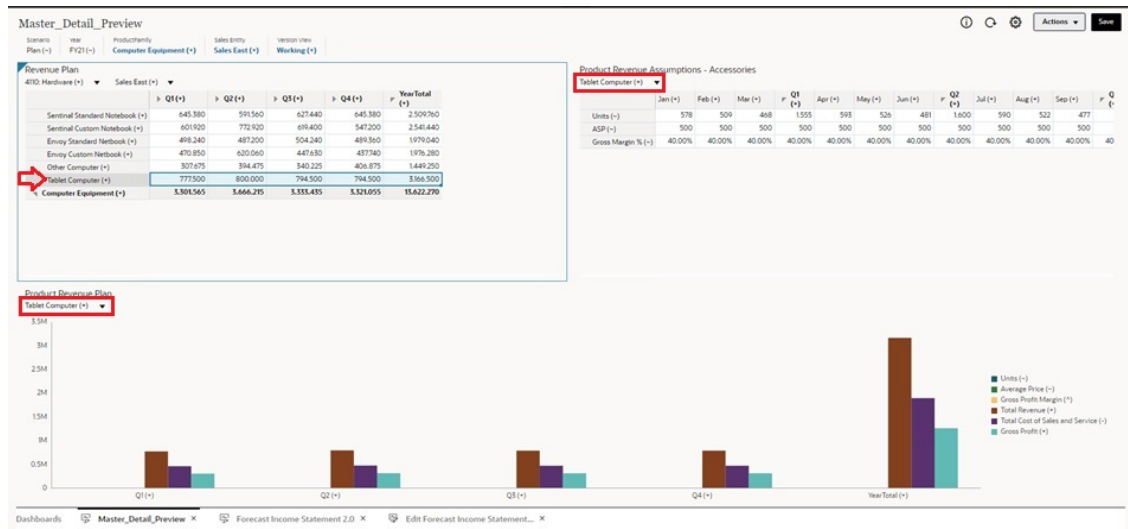 Master_Detail_Preview
Actions
Save
Scenario Year ProductFamily Sales Entity Version View
Plan (~) FY21 (~) Computer Equipment (+) Sales East (+) Working (+)
Revenue Plan
4110: Hardware (+) Sales East (+)
Q1 (+) Q2 (+) Q3 (+) Q4 (+) YearTotal (+)
Sentinal Standard Notebook (+) 645,380 591,560 627,440 645,380 2,509,760
Sentinal Custom Notebook (+) 601,920 772,920 619,400 547,200 2,541,440
Envoy Standard Netbook (+) 498,240 487,200 504,240 489,360 1,979,040
Envoy Custom Netbook (+) 470,850 620,060 447,630 437,740 1,976,280
Other Computer (+) 307,675 394,475 340,225 406,875 1,449,250
Tablet Computer (+) 777,500 800,000 794,500 794,500 3,166,500
Computer Equipment (+) 3,301,565 3,666,215 3,333,435 3,321,055 13,622,270
Product Revenue Assumptions - Accessories
Tablet Computer (+)
Jan (+) Feb (+) Mar (+) Q1 (+) Apr (+) May (+) Jun (+) Q2 (+) Jul (+) Aug (+) Sep (+) Q (+
Units (~) 578 509 468 1,555 593 526 481 1,600 590 522 477
ASP (~) 500 500 500 500 500 500 500 500 500 500 500
Gross Margin % (~) 40.00% 40.00% 40.00% 40.00% 40.00% 40.00% 40.00% 40.00% 40.00% 40.00% 40.00% 40
Product Revenue Plan
Tablet Computer (+)
3.5M
3M
2.5M
2M
1.5M
1M
0.5M
0
Q1 (+) Q2 (+) Q3 (+) Q4 (+) YearTotal (+)
Units (~)
Average Price (~)
Gross Profit Margin (^)
Total Revenue (+)
Total Cost of Sales and Service (-)
Gross Profit (+)
Dashboards Master_Detail_Preview × Forecast Income Statement 2.0 × Edit Forecast Income Statement... ×